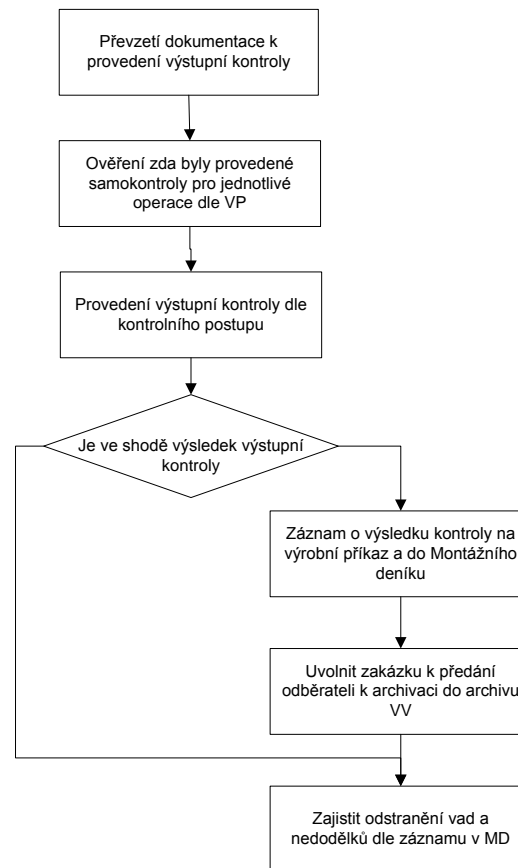 Převzetí dokumentace k
provedení výstupní kontroly
Ověření zda byly provedené
samokontroly pro jednotlivé
operace dle VP
Provedení výstupní kontroly dle
kontrolního postupu
Je ve shodě výsledek výstupní
kontroly
Záznam o výsledku kontroly na
výrobní příkaz a do Montážního
deníku
Uvolnit zakázku k předání
odběrateli k archivaci do archivu
VV
Zajistit odstranění vad a
nedodělků dle záznamu v MD